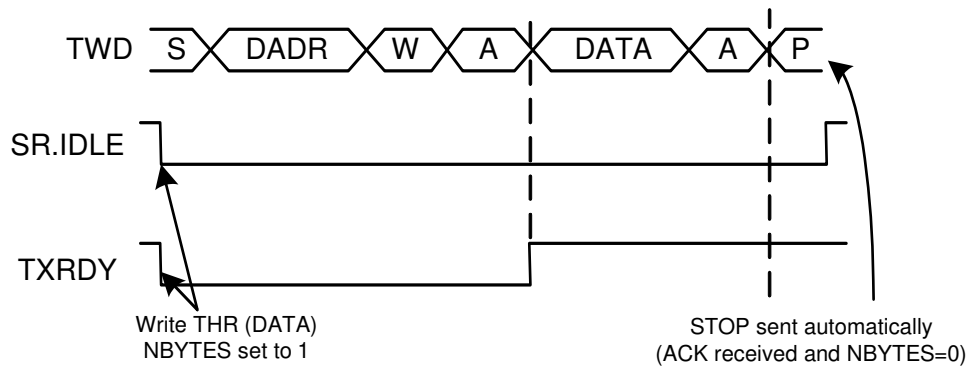 TWD S DADR W A DATA A P
SR.IDLE
TXRDY
Write THR (DATA)
NBYTES set to 1
STOP sent automatically
(ACK received and NBYTES=0)